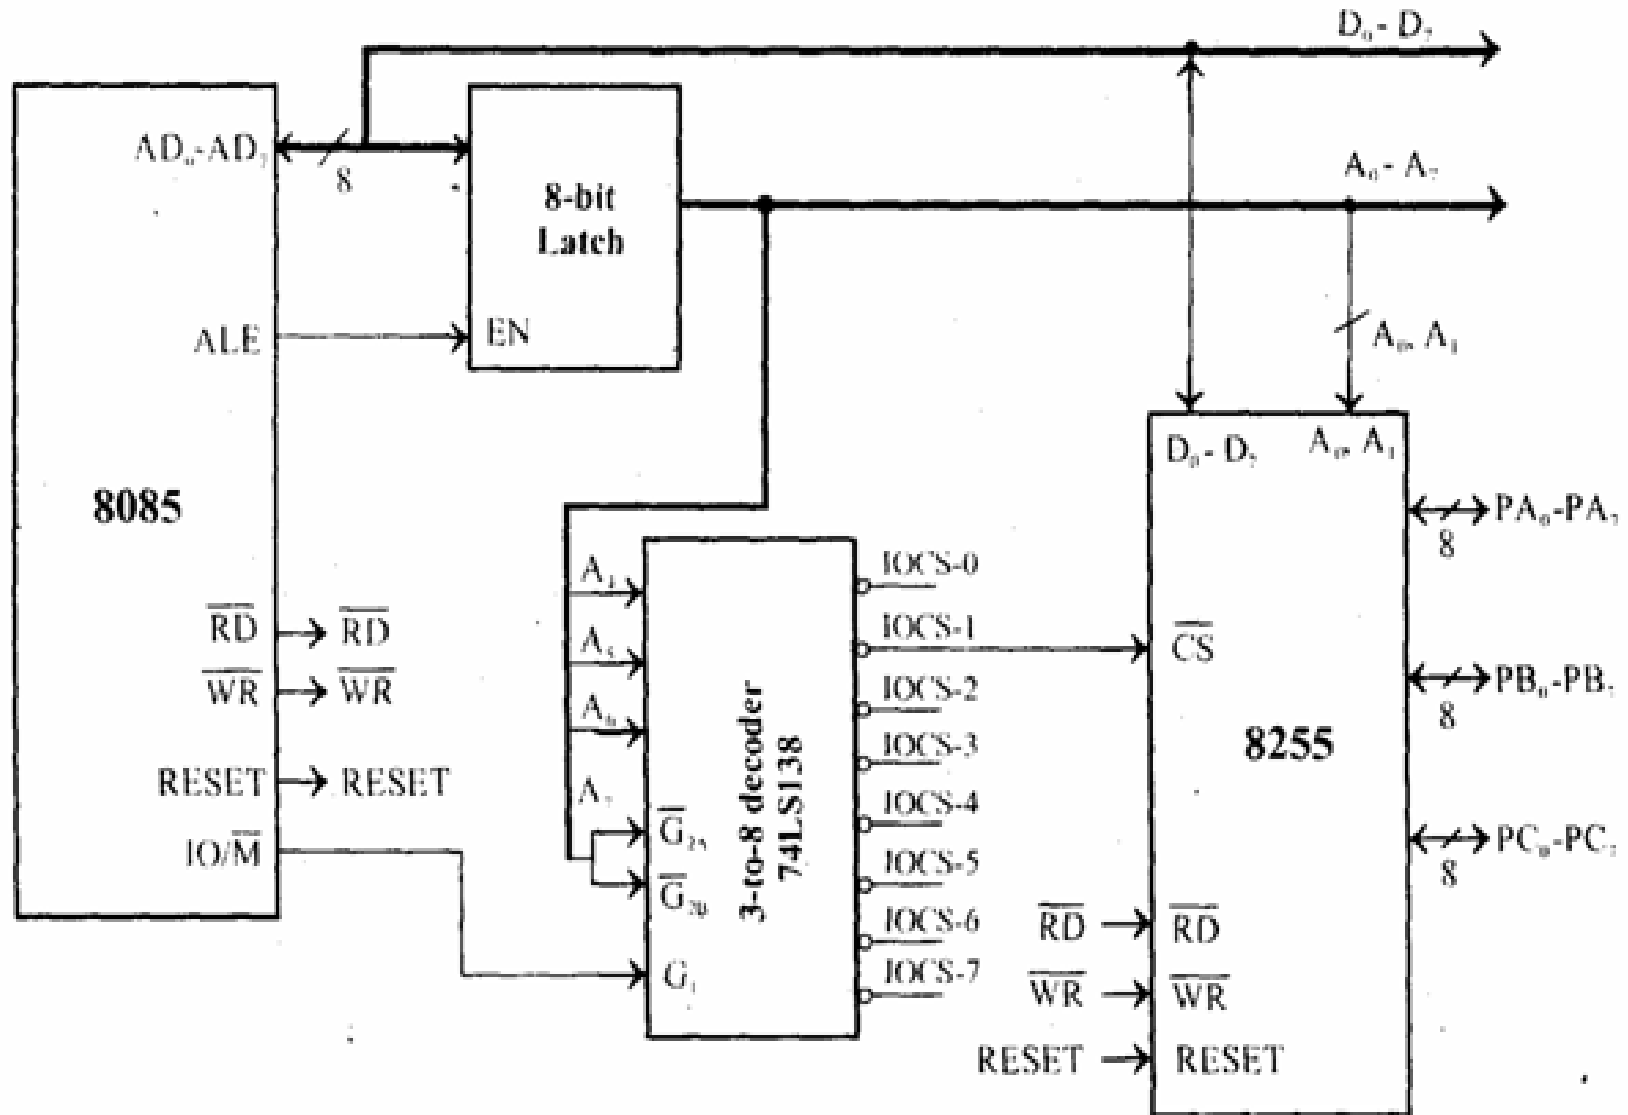 D₀ - D₇
AD₀-AD₇
8
8-bit
Latch
A₀ - A₇
ALE
EN
A₀, A₁
D₀ - D₇
A₀, A₁
8085
PA₀-PA₇
8
A₄
IOCS-0
RD
RD
A₅
IOCS-1
CS
WR
WR
A₆
IOCS-2
PB₀-PB₇
8
3-to-8 decoder
74LS138
IOCS-3
8255
RESET
RESET
A₇
IOCS-4
G₂ₐ
IO/M
PC₀-PC₇
8
IOCS-5
G₂B
IOCS-6
RD
RD
G₁
IOCS-7
WR
WR
RESET
RESET